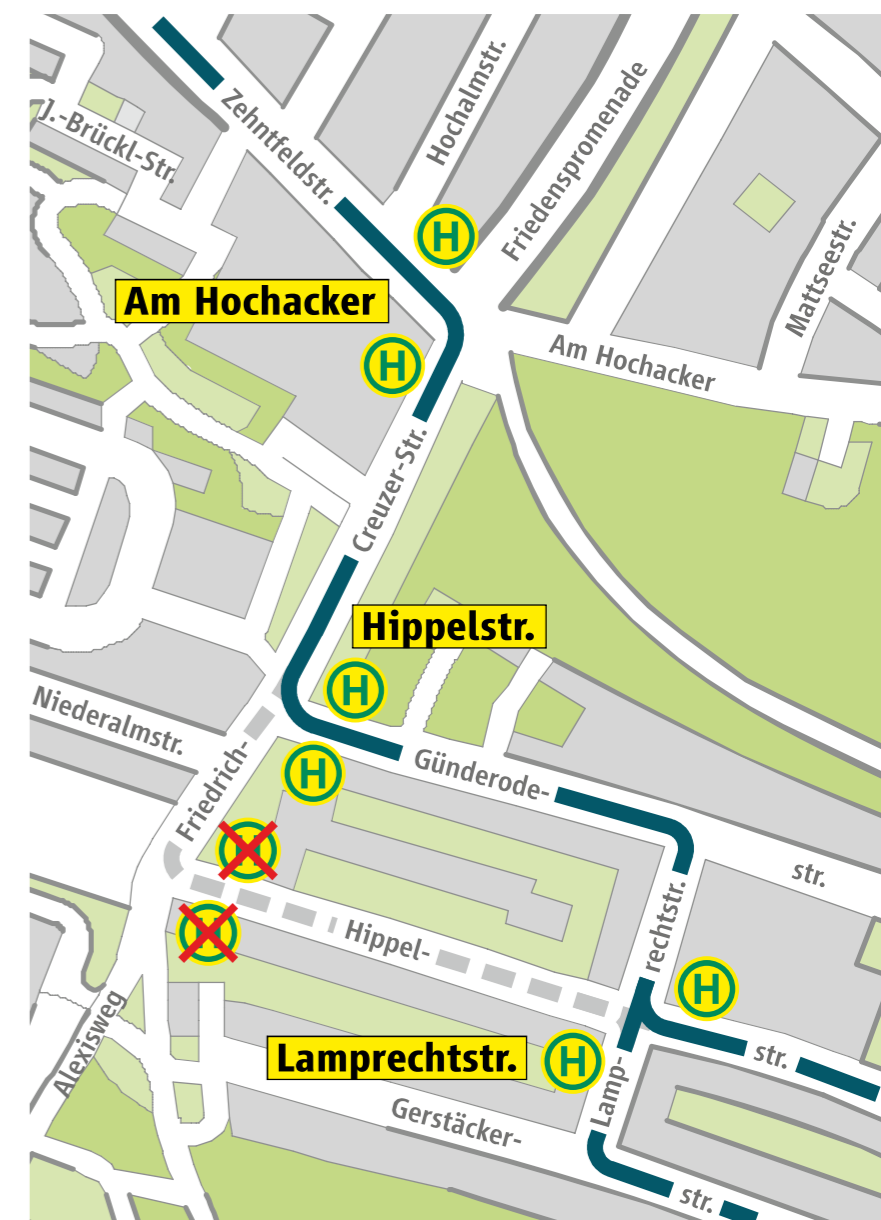 Zehntfeldstr.
Hochalmstr.
Friedenspromenade
J.-Brückl-Str.
H
Mattseestr.
Am Hochacker
Am Hochacker
H
Creuzer-Str.
Hippelstr.
H
Niederalmstr.
Friedrich-
H
Günderode-
str.
H
H
Hippel-
rechtstr.
H
Alexisweg
Lamprechtstr.
H
str.
Lamp-
Gerstäcker-
str.